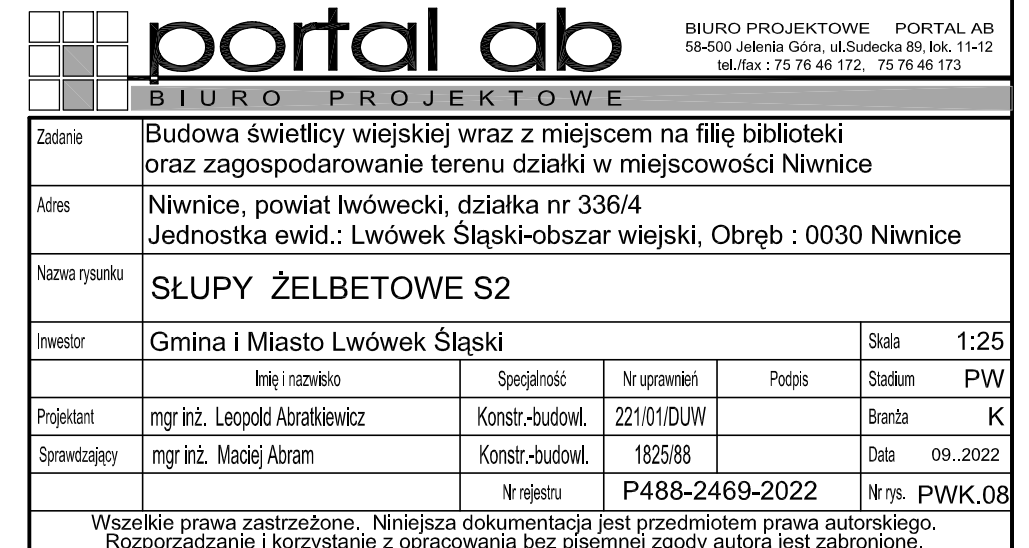 portal ab
BIURO PROJEKTOWE PORTAL AB
58-500 Jelenia Góra, ul.Sudecka 89, lok. 11-12
tel./fax : 75 76 46 172, 75 76 46 173
BIURO PROJEKTOWE
Zadanie Budowa świetlicy wiejskiej wraz z miejscem na filię biblioteki
oraz zagospodarowanie terenu działki w miejscowości Niwnice
Adres Niwnice, powiat lwówecki, działka nr 336/4
Jednostka ewid.: Lwówek Śląski-obszar wiejski, Obręb : 0030 Niwnice
Nazwa rysunku SŁUPY ŻELBETOWE S2
Inwestor Gmina i Miasto Lwówek Śląski Skala 1:25
Imię i nazwisko Specjalność Nr uprawnień Podpis Stadium PW
Projektant mgr inż. Leopold Abratkiewicz Konstr.-budowl. 221/01/DUW Branża K
Sprawdzający mgr inż. Maciej Abram Konstr.-budowl. 1825/88 Data 09..2022
Nr rejestru P488-2469-2022 Nr rys. PWK.08
Wszelkie prawa zastrzeżone. Niniejsza dokumentacja jest przedmiotem prawa autorskiego.
Rozporządzanie i korzystanie z opracowania bez pisemnej zgody autora jest zabronione.